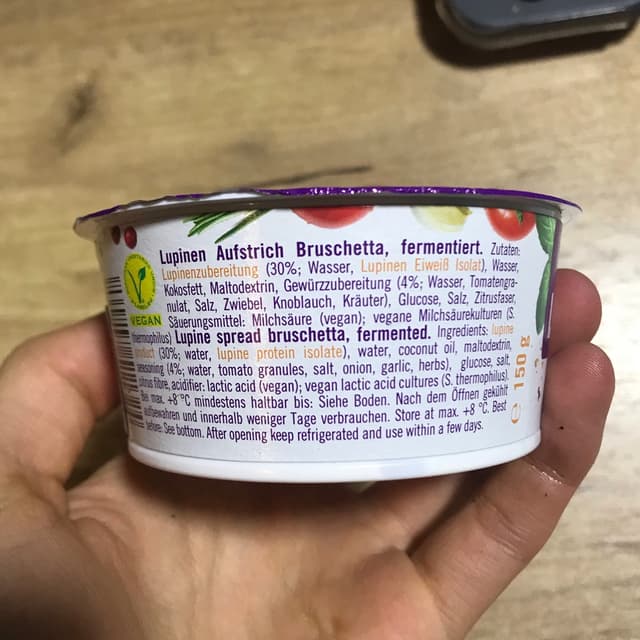 Lupinen Aufstrich Bruschetta, fermentiert. Zutaten:
Lupinenzubereitung (30%; Wasser, Lupinen Eiweiß Isolat), Wasser,
Kokosfett, Maltodextrin, Gewürzzubereitung (4%; Wasser, Tomatengra-
nulat, Salz, Zwiebel, Knoblauch, Kräuter), Glucose, Salz, Zitrusfaser,
Säuerungsmittel: Milchsäure (vegan); vegane Milchsäurekulturen (S.
thermophilus) Lupine spread bruschetta, fermented. Ingredients: lupine
product (30%; water, lupine protein isolate), water, coconut oil, maltodextrin,
seasoning (4%; water, tomato granules, salt, onion, garlic, herbs), glucose, salt,
citrus fibre, acidifier: lactic acid (vegan); vegan lactic acid cultures (S. thermophilus)
Bei max. +8 °C mindestens haltbar bis: Siehe Boden. Nach dem Öffnen gekühlt
aufbewahren und innerhalb weniger Tage verbrauchen. Store at max. +8 °C. Best
before: See bottom. After opening keep refrigerated and use within a few days.
VEGAN
℮ 150 g